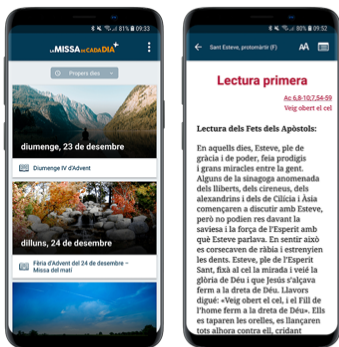 81% 09:33
LA MISSA DE CADA DIA
Propers dies
diumenge, 23 de desembre
Diumenge IV d'Advent
dilluns, 24 de desembre
Fèria d'Advent del 24 de desembre –
Missa del matí
80% 09:52
Sant Esteve, protomàrtir (F)
AA
Lectura primera
Ac 6,8-10;7,54-59
Veig obert el cel
Lectura dels Fets dels Apòstols:
En aquells dies, Esteve, ple de
gràcia i de poder, feia prodigis
i grans miracles entre la gent.
Alguns de la sinagoga anomenada
dels lliberts, dels cireneus, dels
alexandrins i dels de Cilícia i Àsia
començaren a discutir amb Esteve,
però no podien res davant la
saviesa i la força de l'Esperit amb
què Esteve parlava. En sentir això
es corsecaven de ràbia i estrenyien
les dents. Esteve, ple de l'Esperit
Sant, fixà al cel la mirada i veié la
glòria de Déu i que Jesús s'alçava
ferm a la dreta de Déu. Llavors
digué: «Veig obert el cel, i el Fill de
l'home ferm a la dreta de Déu». Ells
es taparen les orelles, es llançaren
tots alhora contra ell, cridant